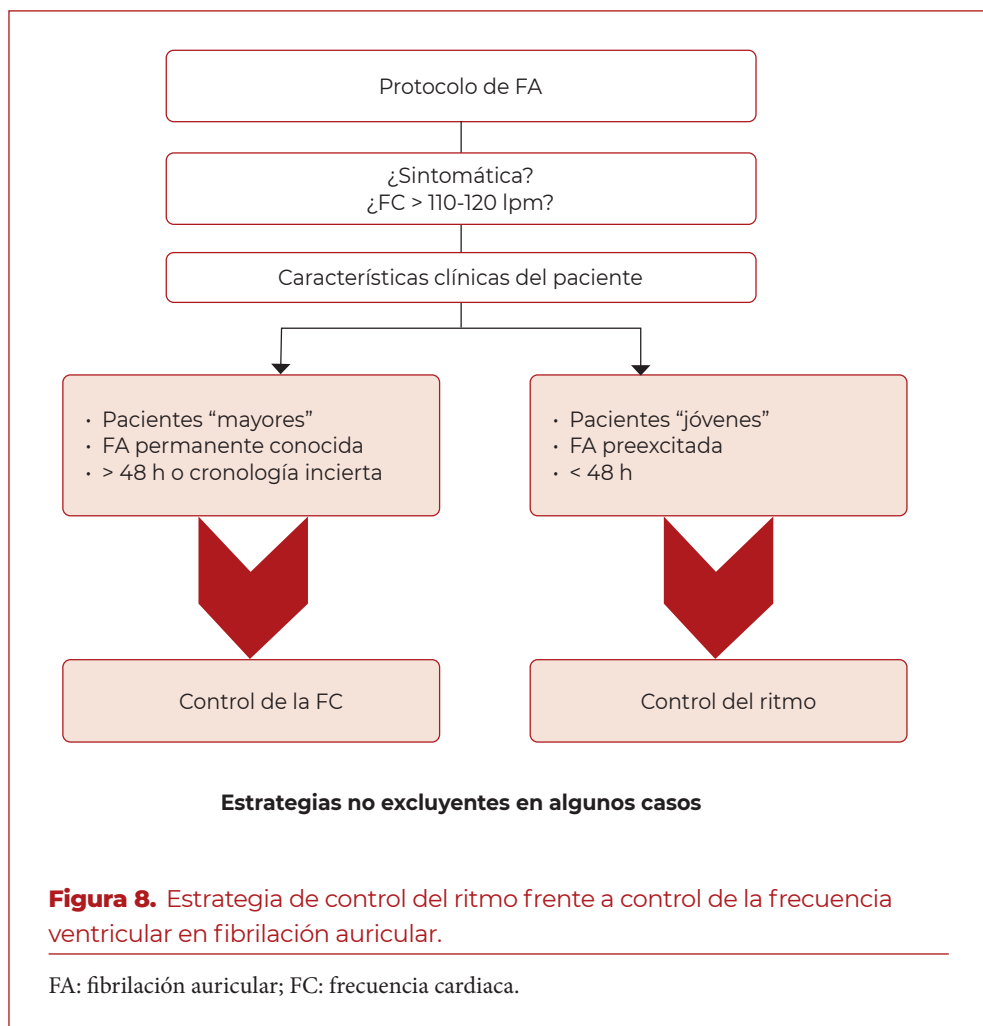 Protocolo de FA
¿Sintomática?
¿FC > 110-120 lpm?
Características clínicas del paciente
· Pacientes “mayores”
· FA permanente conocida
· > 48 h o cronología incierta
· Pacientes “jóvenes”
· FA preexcitada
· < 48 h
Control de la FC
Control del ritmo
Estrategias no excluyentes en algunos casos
Figura 8. Estrategia de control del ritmo frente a control de la frecuencia
ventricular en fibrilación auricular.
FA: fibrilación auricular; FC: frecuencia cardiaca.